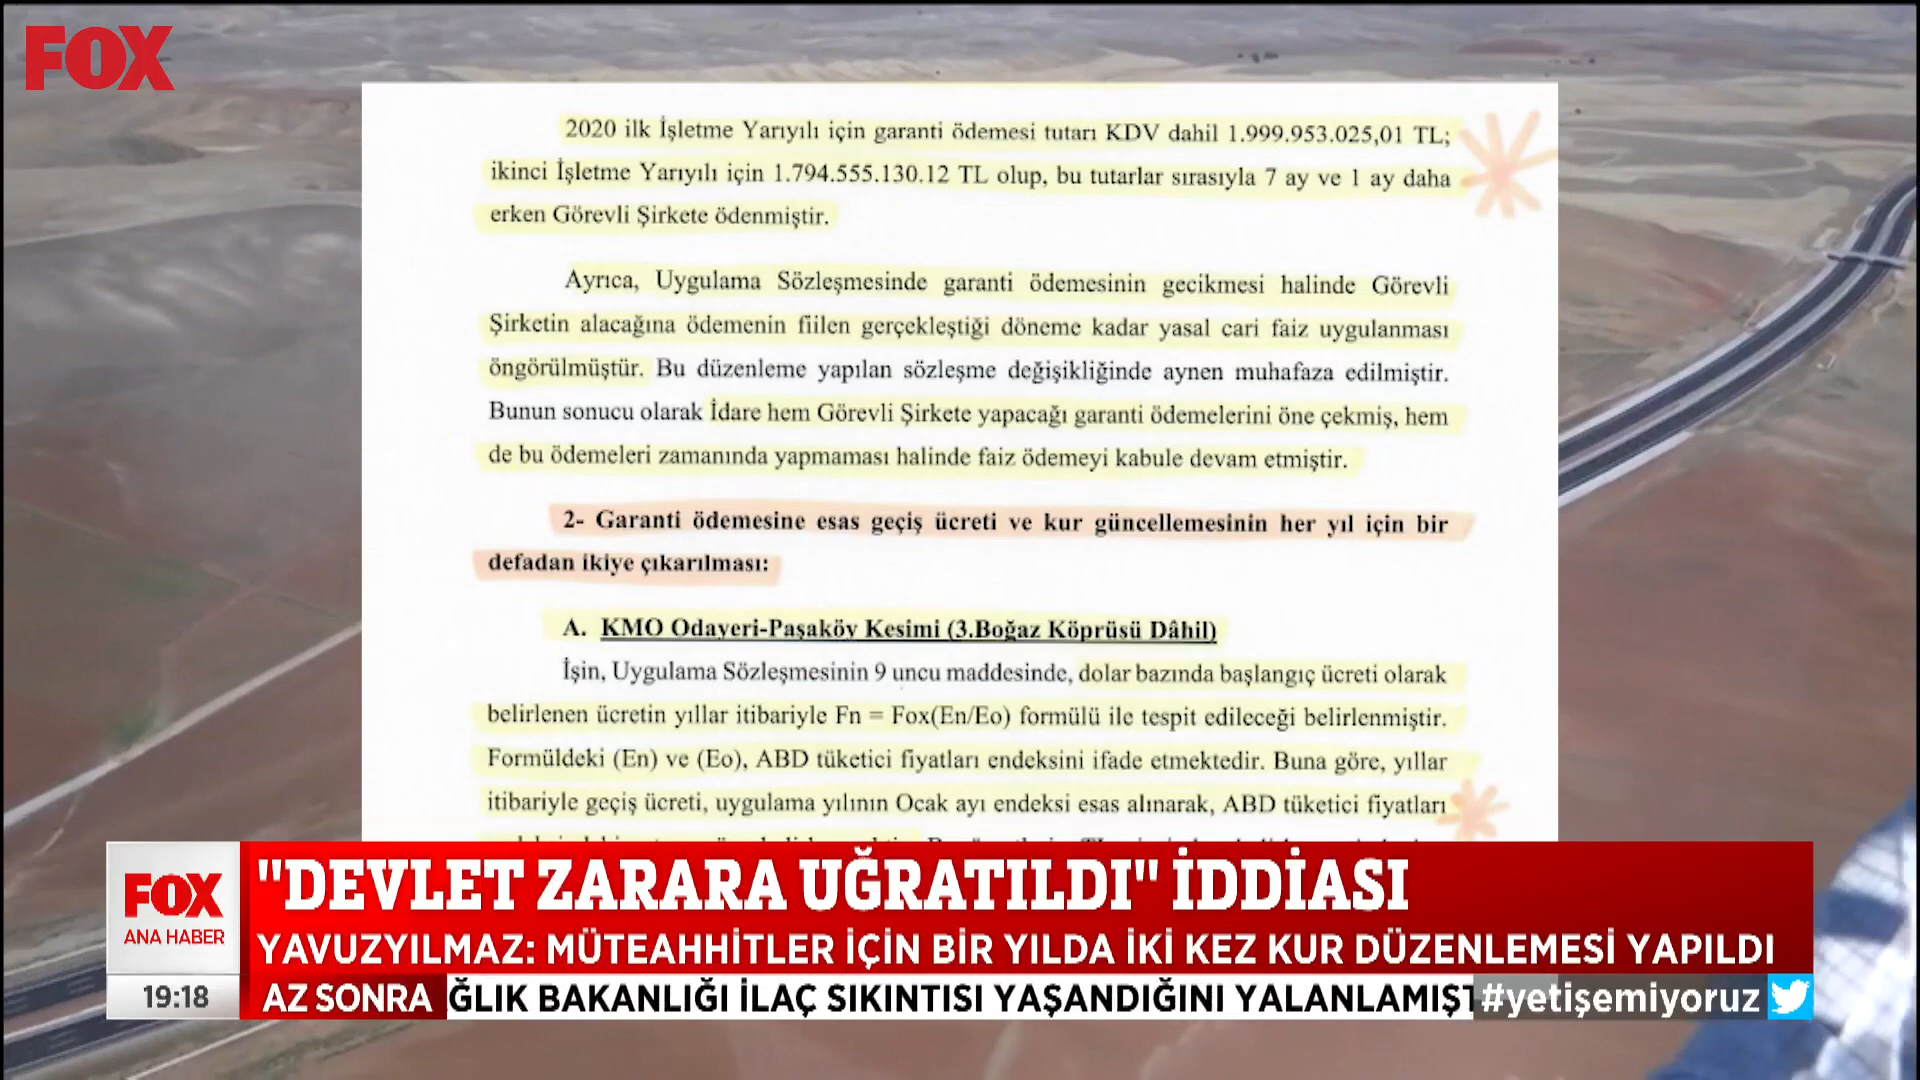 FOX
2020 ilk İşletme Yarıyılı için garanti ödemesi tutarı KDV dahil 1.999.953.025,01 TL;
ikinci İşletme Yarıyılı için 1.794.555.130.12 TL olup, bu tutarlar sırasıyla 7 ay ve 1 ay daha
erken Görevli Şirkete ödenmiştir.
Ayrıca, Uygulama Sözleşmesinde garanti ödemesinin gecikmesi halinde Görevli
Şirketin alacağına ödemenin fiilen gerçekleştiği döneme kadar yasal cari faiz uygulanması
öngörülmüştür. Bu düzenleme yapılan sözleşme değişikliğinde aynen muhafaza edilmiştir.
Bunun sonucu olarak İdare hem Görevli Şirkete yapacağı garanti ödemelerini öne çekmiş, hem
de bu ödemeleri zamanında yapmaması halinde faiz ödemeyi kabule devam etmiştir.
2- Garanti ödemesine esas geçiş ücreti ve kur güncellemesinin her yıl için bir
defadan ikiye çıkarılması:
A. KMO Odayeri-Paşaköy Kesimi (3.Boğaz Köprüsü Dâhil)
İşin, Uygulama Sözleşmesinin 9 uncu maddesinde, dolar bazında başlangıç ücreti olarak
belirlenen ücretin yıllar itibariyle Fn = Fox(En/Eo) formülü ile tespit edileceği belirlenmiştir.
Formüldeki (En) ve (Eo), ABD tüketici fiyatları endeksini ifade etmektedir. Buna göre, yıllar
itibariyle geçiş ücreti, uygulama yılının Ocak ayı endeksi esas alınarak, ABD tüketici fiyatları
FOX
ANA HABER
"DEVLET ZARARA UĞRATILDI" İDDİASI
YAVUZYILMAZ: MÜTEAHHİTLER İÇİN BİR YILDA İKİ KEZ KUR DÜZENLEMESİ YAPILDI
19:18
AZ SONRA
ĞLIK BAKANLIĞI İLAÇ SIKINTISI YAŞANDIĞINI YALANLAMIŞT
#yetişemiyoruz